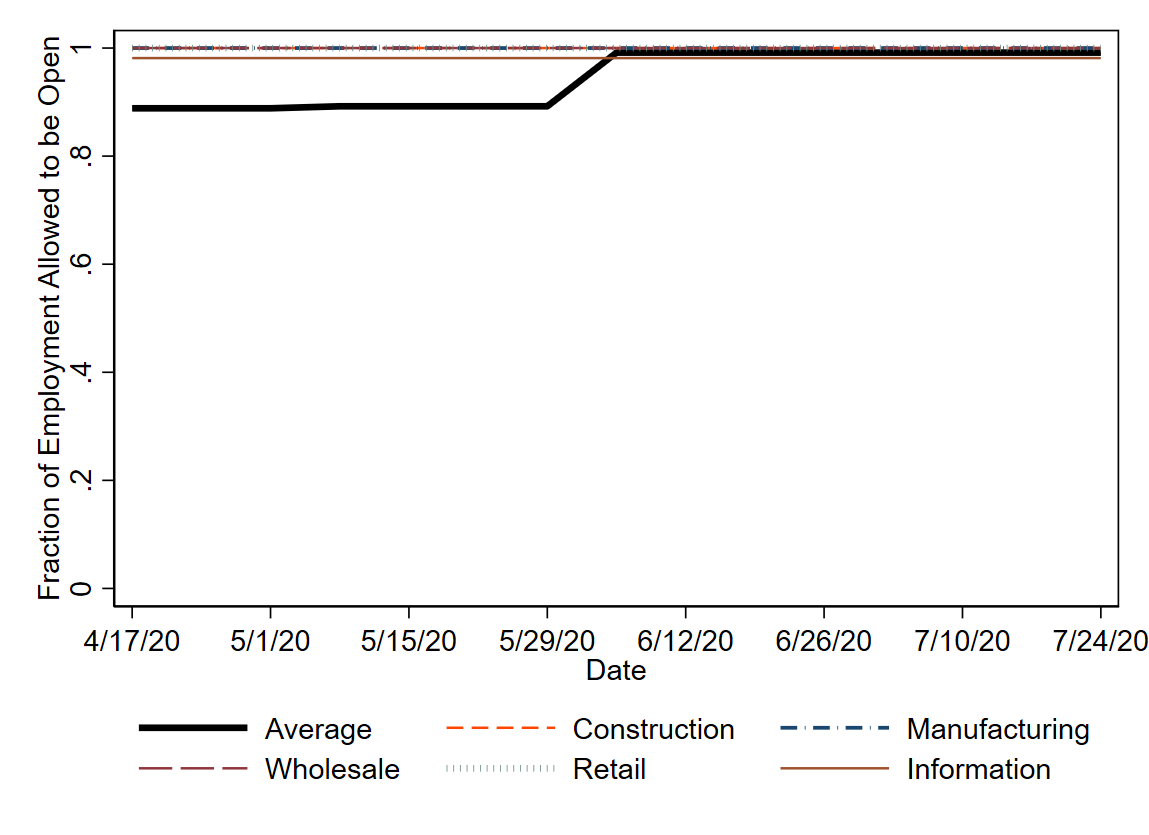 Fraction of Employment Allowed to be Open
1
.8
.6
.4
.2
0
4/17/20 5/1/20 5/15/20 5/29/20 6/12/20 6/26/20 7/10/20 7/24/20
Date
Average Construction Manufacturing
Wholesale Retail Information